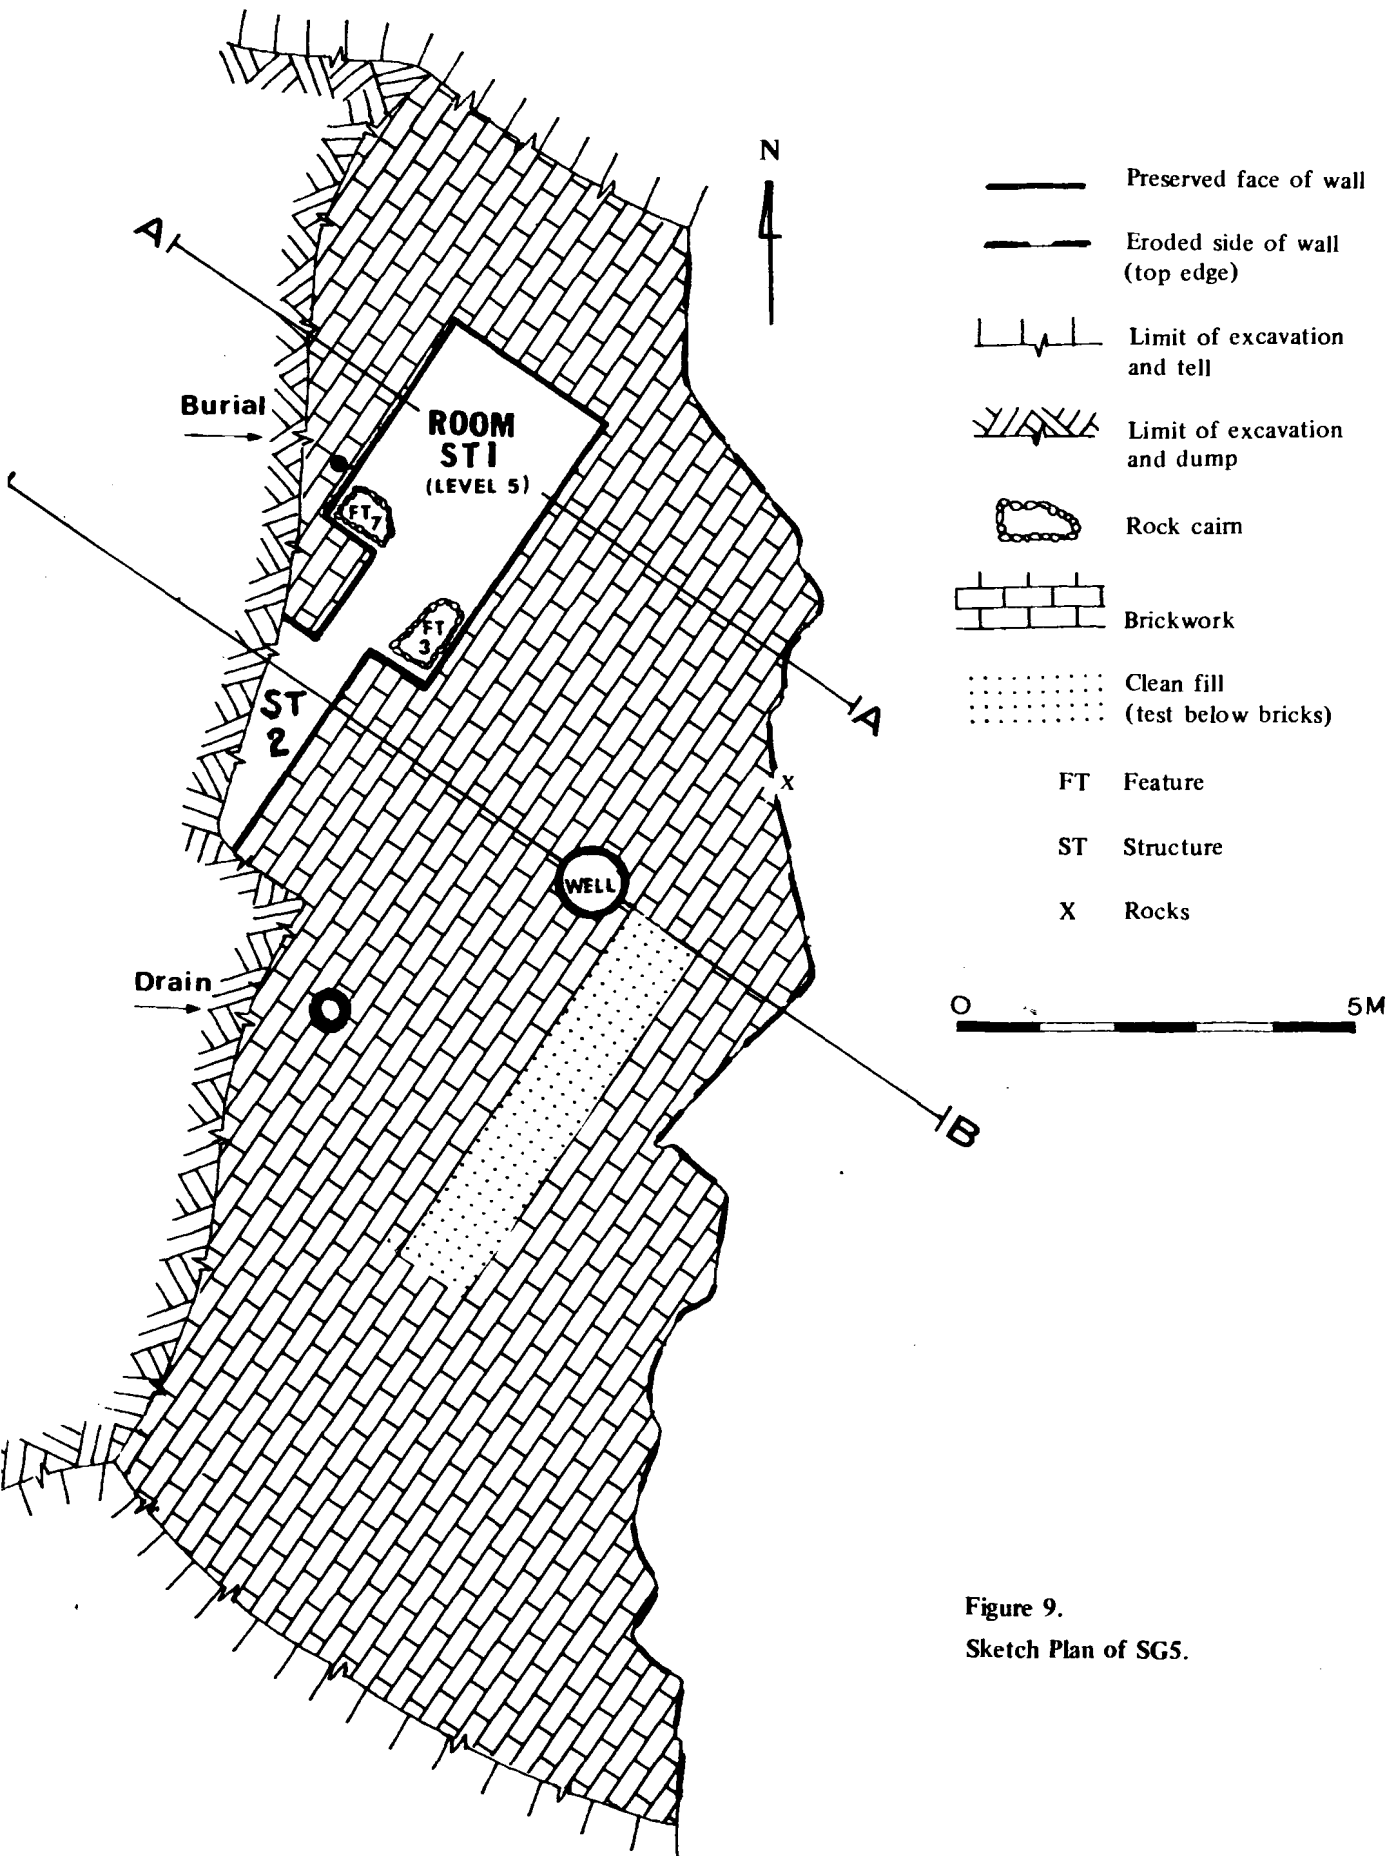 N
A
Burial
ROOM
ST1
(LEVEL 5)
FT7
FT
3
ST
2
A
X
WELL
Drain
B
Preserved face of wall
Eroded side of wall
(top edge)
Limit of excavation
and tell
Limit of excavation
and dump
Rock cairn
Brickwork
Clean fill
(test below bricks)
FT Feature
ST Structure
X Rocks
0 5M
Figure 9.
Sketch Plan of SG5.